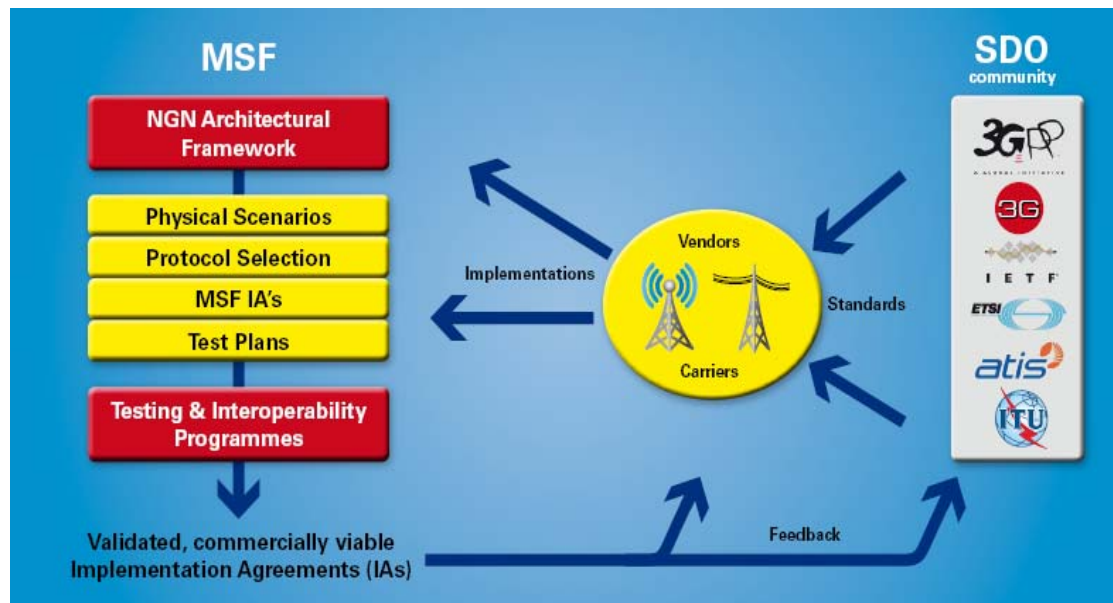 MSF
NGN Architectural
Framework
Physical Scenarios
Protocol Selection
MSF IA's
Test Plans
Testing & Interoperability
Programmes
Validated, commercially viable
Implementation Agreements (IAs)
Implementations
Vendors
Carriers
Standards
Feedback
SDO
community
3GPP
A GLOBAL INITIATIVE
3G
I E T F
ETSI
atis
ITU